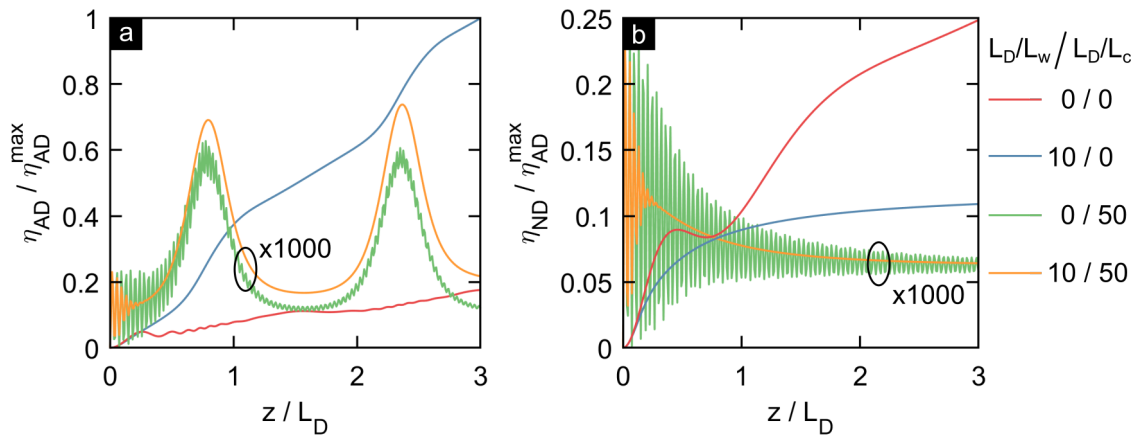 a
η_AD / η_AD^max
1
0.8
0.6
0.4
0.2
0
x1000
0
1
2
3
z / L_D
b
η_ND / η_AD^max
0.25
0.20
0.15
0.10
0.05
0
x1000
0
1
2
3
z / L_D
L_D/L_w / L_D/L_c
0 / 0
10 / 0
0 / 50
10 / 50